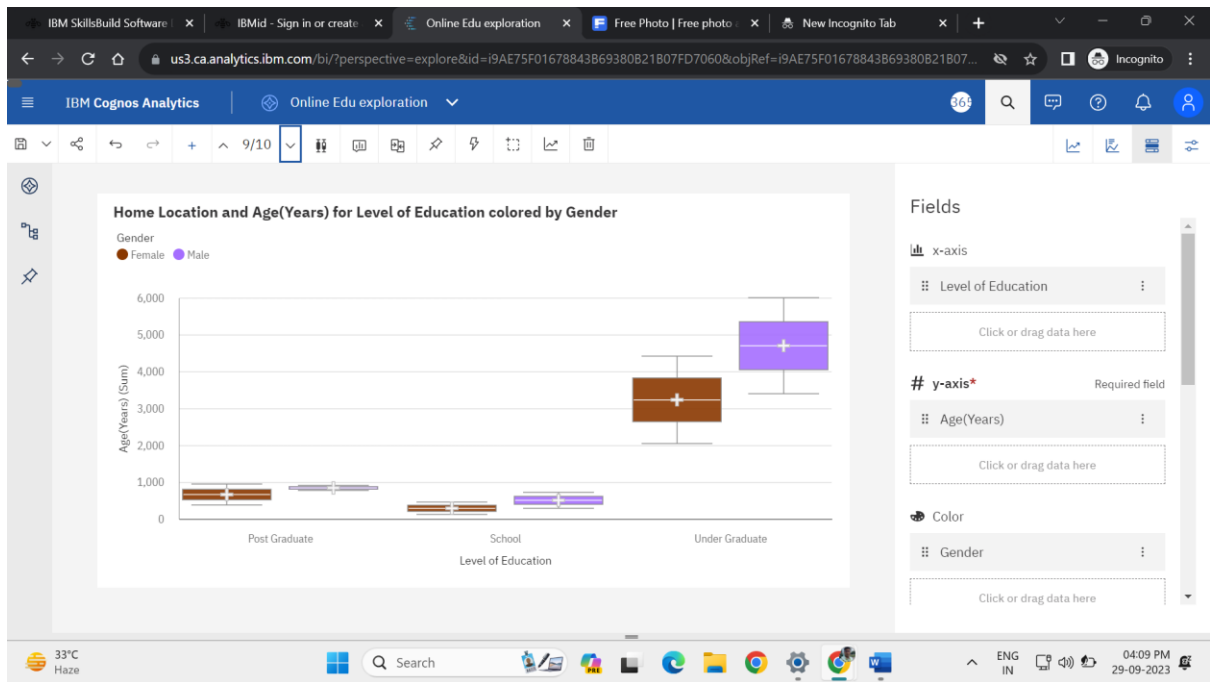 IBM SkillsBuild Software
IBMid - Sign in or create
Online Edu exploration
Free Photo | Free photo
New Incognito Tab
us3.ca.analytics.ibm.com/bi/?perspective=explore&id=i9AE75F01678843B69380B21B07FD7060&objRef=i9AE75F01678843B69380B21B07...
Incognito
IBM Cognos Analytics
Online Edu exploration
365
9/10
Home Location and Age(Years) for Level of Education colored by Gender
Gender
Female Male
6,000
5,000
4,000
3,000
2,000
1,000
0
Age(Years) (Sum)
Post Graduate School Under Graduate
Level of Education
Fields
x-axis
Level of Education
Click or drag data here
# y-axis* Required field
Age(Years)
Click or drag data here
Color
Gender
Click or drag data here
33°C
Haze
Search
PRE
ENG
IN
04:09 PM
29-09-2023